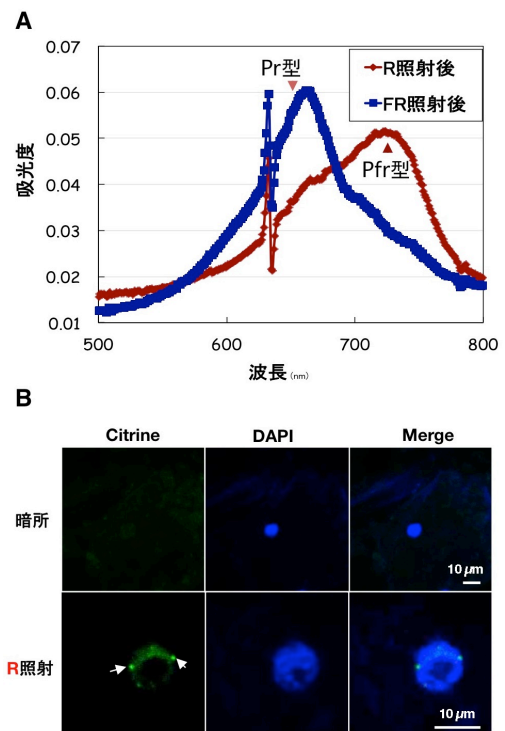 A
0.07
0.06
0.05
0.04
0.03
0.02
0.01
吸光度
Pr型
Pfr型
R照射後
FR照射後
500
600
700
800
波長 (nm)
B
Citrine
DAPI
Merge
暗所
10 µm
R照射
10 µm